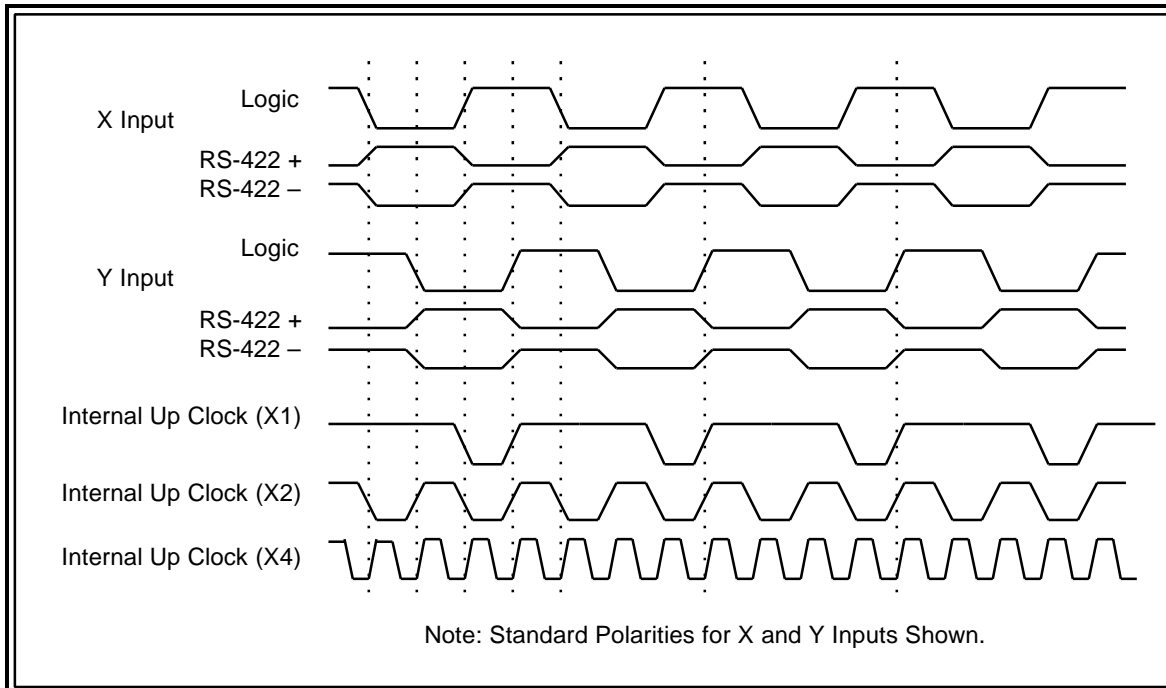 Logic
X Input
RS-422 +
RS-422 –
Logic
Y Input
RS-422 +
RS-422 –
Internal Up Clock (X1)
Internal Up Clock (X2)
Internal Up Clock (X4)
Note: Standard Polarities for X and Y Inputs Shown.